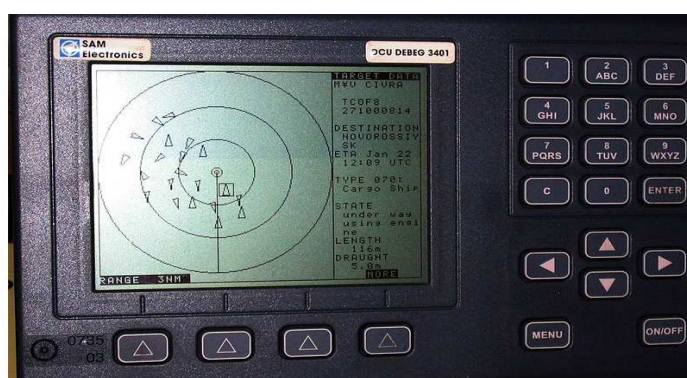 SAM
Electronics
DCU DEBEG 3401
TARGET DATA
M¥V CIVRA
TCOF8
271000814
DESTINATION
NOVOROSSIY
SK
ETA Jan 22
12:09 UTC
TYPE 070:
Cargo Ship
STATE
under way
using engi
ne
LENGTH
116m
DRAUGHT
5.0m
MORE
RANGE 3NM
1
2
ABC
3
DEF
4
GHI
5
JKL
6
MNO
7
PQRS
8
TUV
9
WXYZ
C
0
ENTER
MENU
ON/OFF
0735
03